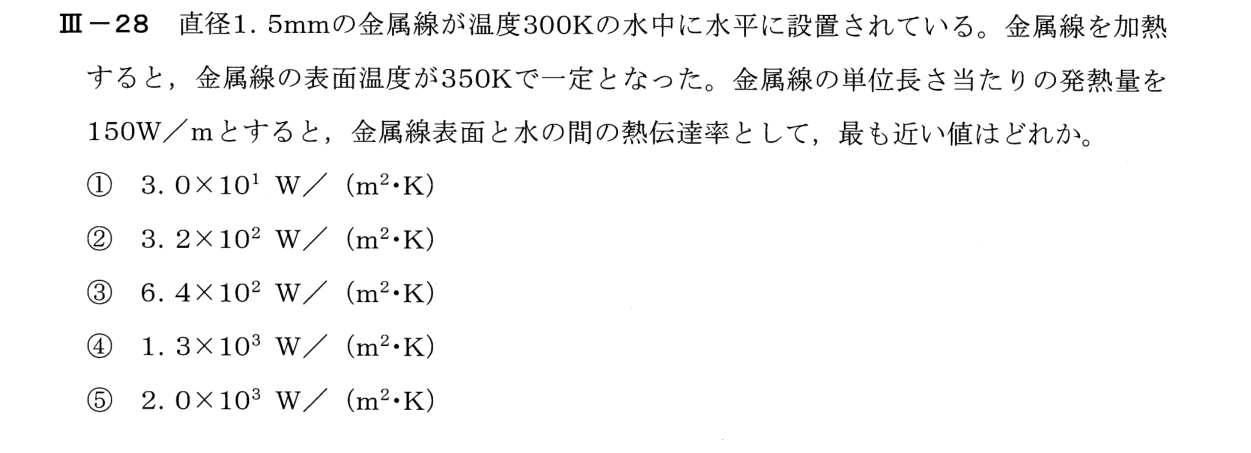 Ⅲ－28　直径1．5mmの金属線が温度300Kの水中に水平に設置されている。金属線を加熱
すると，金属線の表面温度が350Kで一定となった。金属線の単位長さ当たりの発熱量を
150W／mとすると，金属線表面と水の間の熱伝達率として，最も近い値はどれか。
①　3．0×10¹ W／（m²･K）
②　3．2×10² W／（m²･K）
③　6．4×10² W／（m²･K）
④　1．3×10³ W／（m²･K）
⑤　2．0×10³ W／（m²･K）